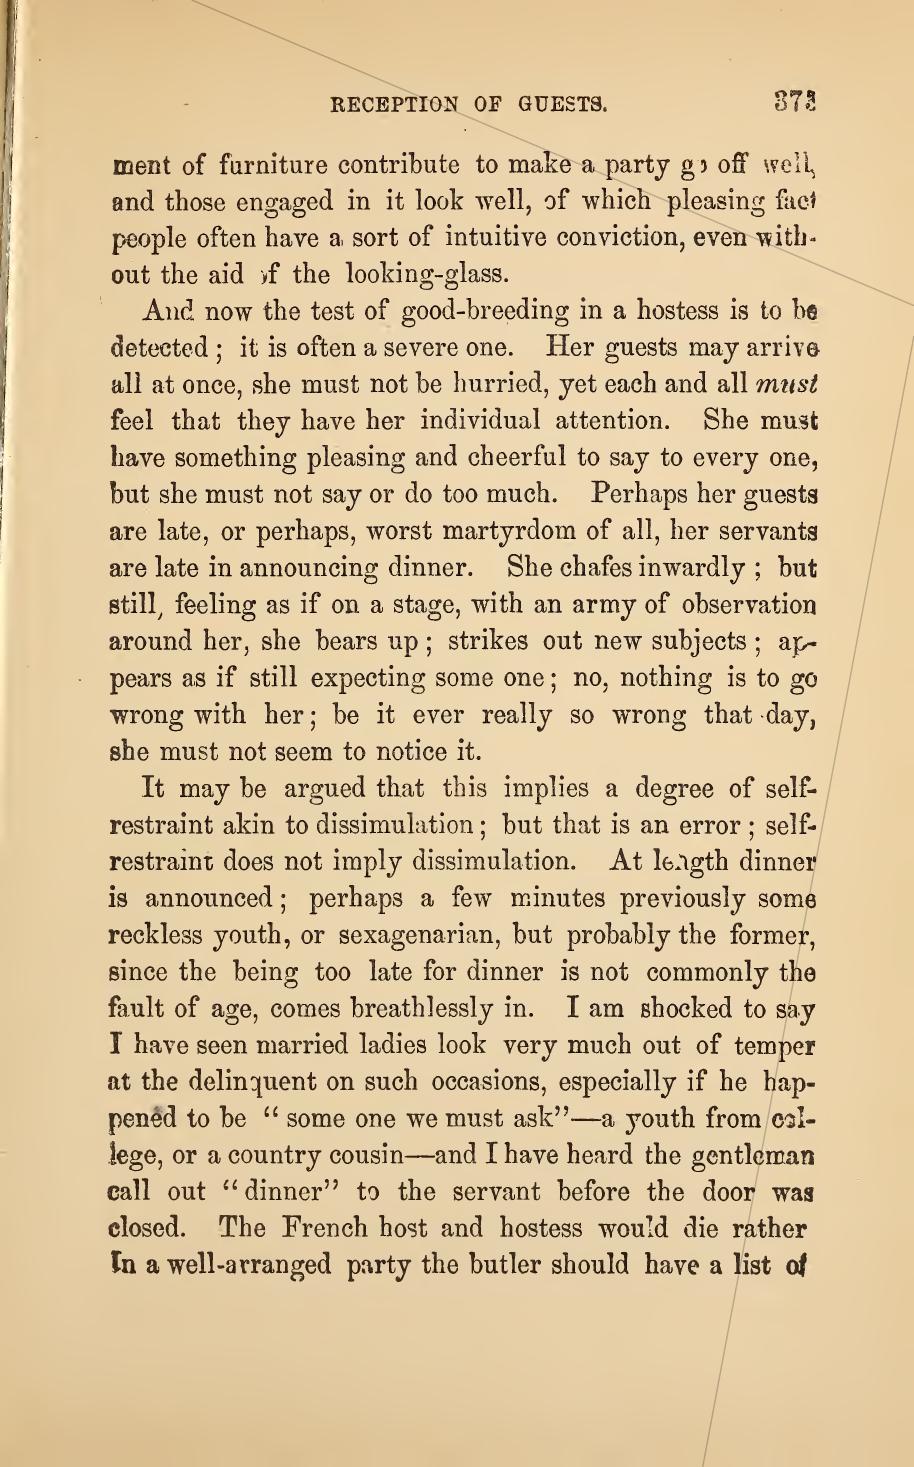 RECEPTION OF GUESTS. 373
ment of furniture contribute to make a party go off well,
and those engaged in it look well, of which pleasing fact
people often have a sort of intuitive conviction, even with-
out the aid of the looking-glass.
And now the test of good-breeding in a hostess is to be
detected ; it is often a severe one. Her guests may arrive
all at once, she must not be hurried, yet each and all must
feel that they have her individual attention. She must
have something pleasing and cheerful to say to every one,
but she must not say or do too much. Perhaps her guests
are late, or perhaps, worst martyrdom of all, her servants
are late in announcing dinner. She chafes inwardly ; but
still, feeling as if on a stage, with an army of observation
around her, she bears up ; strikes out new subjects ; ap-
pears as if still expecting some one ; no, nothing is to go
wrong with her ; be it ever really so wrong that day,
she must not seem to notice it.
It may be argued that this implies a degree of self-
restraint akin to dissimulation ; but that is an error ; self-
restraint does not imply dissimulation. At length dinner
is announced ; perhaps a few minutes previously some
reckless youth, or sexagenarian, but probably the former,
since the being too late for dinner is not commonly the
fault of age, comes breathlessly in. I am shocked to say
I have seen married ladies look very much out of temper
at the delinquent on such occasions, especially if he hap-
pened to be “ some one we must ask”—a youth from col-
lege, or a country cousin—and I have heard the gentleman
call out “ dinner” to the servant before the door was
closed. The French host and hostess would die rather
In a well-arranged party the butler should have a list of